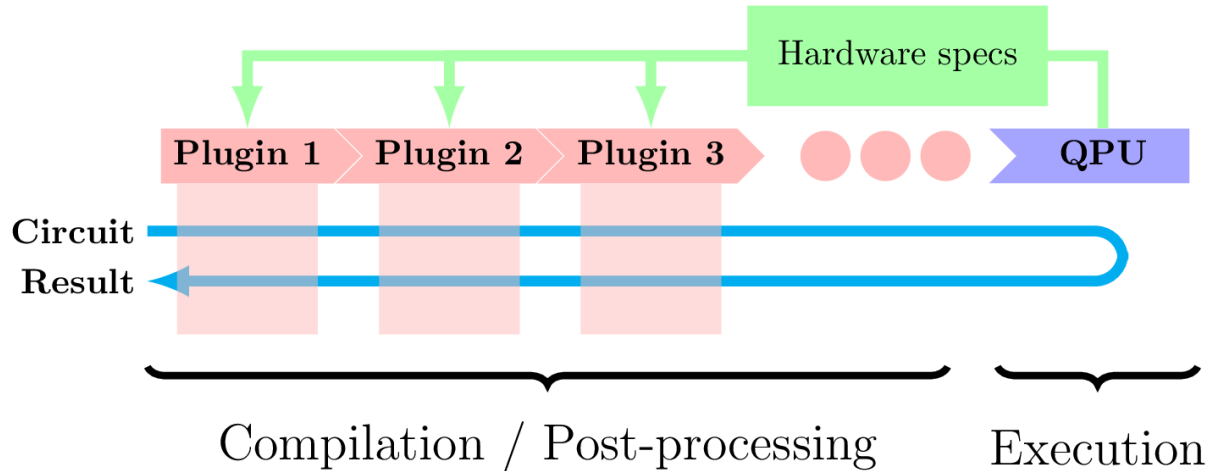 Hardware specs
Plugin 1 Plugin 2 Plugin 3 QPU
Circuit
Result
Compilation / Post-processing Execution